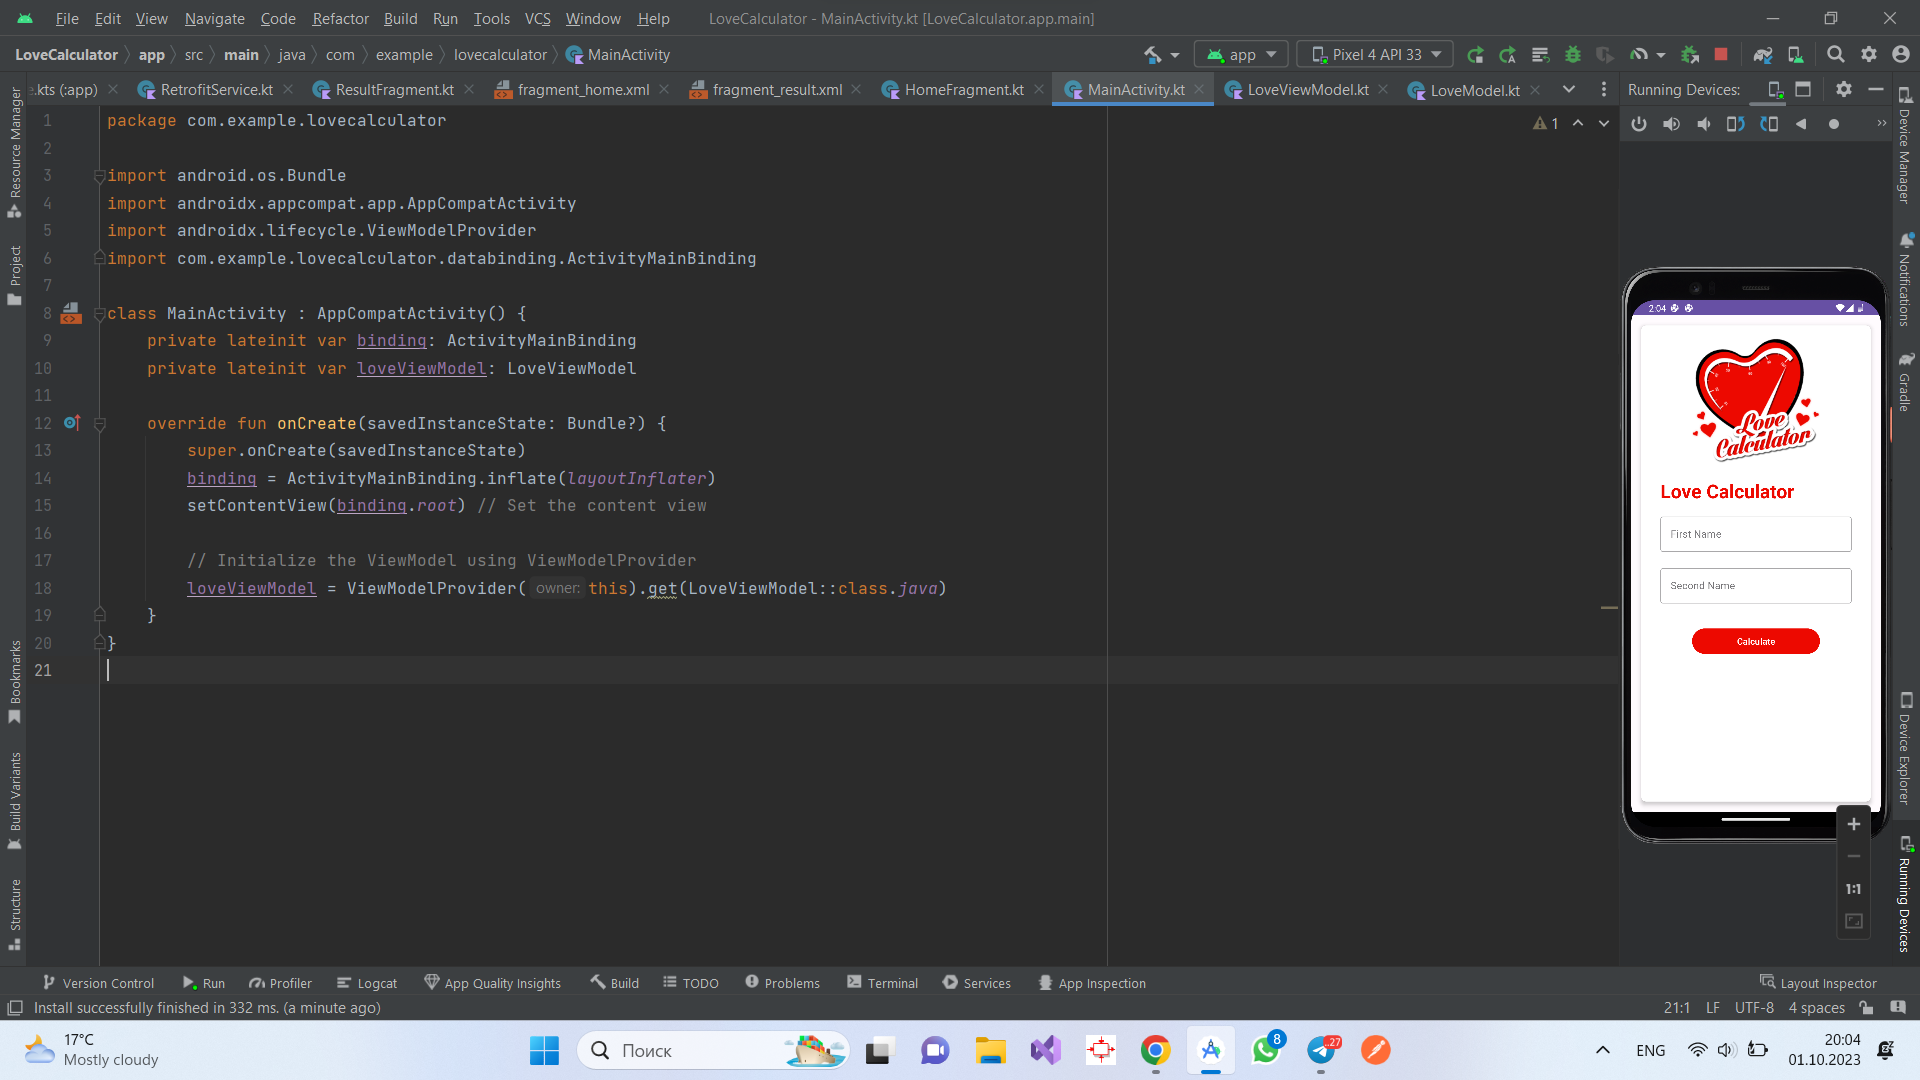 File Edit View Navigate Code Refactor Build Run Tools VCS Window Help LoveCalculator - MainActivity.kt [LoveCalculator.app.main]
LoveCalculator app src main java com example lovecalculator MainActivity app Pixel 4 API 33
e.kts (:app) RetrofitService.kt ResultFragment.kt fragment_home.xml fragment_result.xml HomeFragment.kt MainActivity.kt LoveViewModel.kt LoveModel.kt Running Devices:
1
1 package com.example.lovecalculator
2
3 import android.os.Bundle
4 import androidx.appcompat.app.AppCompatActivity
5 import androidx.lifecycle.ViewModelProvider
6 import com.example.lovecalculator.databinding.ActivityMainBinding
7
8 class MainActivity : AppCompatActivity() {
9 private lateinit var binding: ActivityMainBinding
10 private lateinit var loveViewModel: LoveViewModel
11
12 override fun onCreate(savedInstanceState: Bundle?) {
13 super.onCreate(savedInstanceState)
14 binding = ActivityMainBinding.inflate(layoutInflater)
15 setContentView(binding.root) // Set the content view
16
17 // Initialize the ViewModel using ViewModelProvider
18 loveViewModel = ViewModelProvider( owner: this).get(LoveViewModel::class.java)
19 }
20 }
21
Resource Manager
Project
Bookmarks
Build Variants
Structure
2:04
Love
Calculator
Love Calculator
First Name
Second Name
Calculate
1:1
Device Manager
Notifications
Gradle
Device Explorer
Running Devices
Version Control Run Profiler Logcat App Quality Insights Build TODO Problems Terminal Services App Inspection Layout Inspector
Install successfully finished in 332 ms. (a minute ago) 21:1 LF UTF-8 4 spaces
17°C
Mostly cloudy
Поиск
8
..27
ENG
20:04
01.10.2023